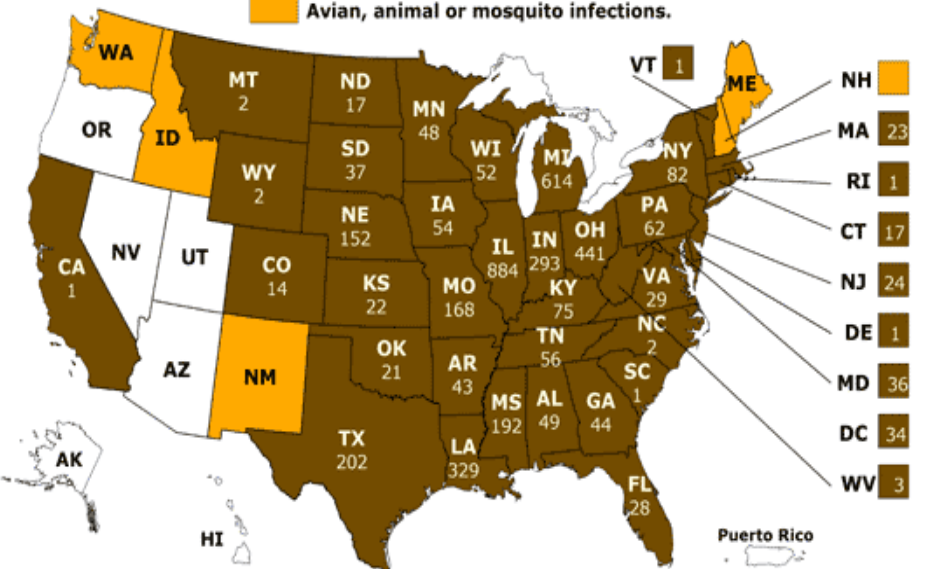 Avian, animal or mosquito infections.
WA
MT
2
ND
17
MN
48
VT 1
ME
NH
OR
ID
SD
37
WI
52
MI
614
NY
82
MA 23
WY
2
IA
54
RI 1
NE
152
PA
62
CT 17
NV
UT
CO
14
IL
884
IN
293
OH
441
CA
1
KS
22
MO
168
KY
75
VA
29
NJ 24
NC
2
DE 1
AZ
NM
OK
21
AR
43
TN
56
SC
1
MD 36
MS
192
AL
49
GA
44
DC 34
TX
202
LA
329
FL
28
WV 3
AK
HI
Puerto Rico